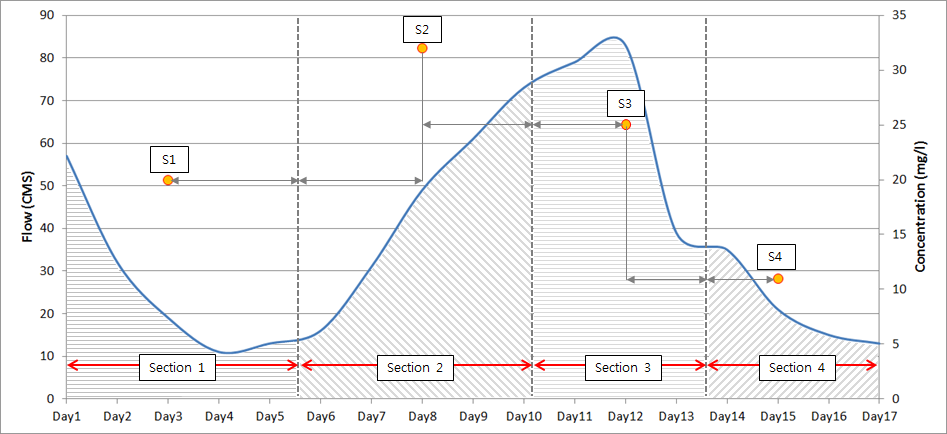 90
80
70
60
50
40
30
20
10
0
Flow (CMS)
35
30
25
20
15
10
5
0
Concentration (mg/l)
S1
S2
S3
S4
Section 1
Section 2
Section 3
Section 4
Day1 Day2 Day3 Day4 Day5 Day6 Day7 Day8 Day9 Day10 Day11 Day12 Day13 Day14 Day15 Day16 Day17